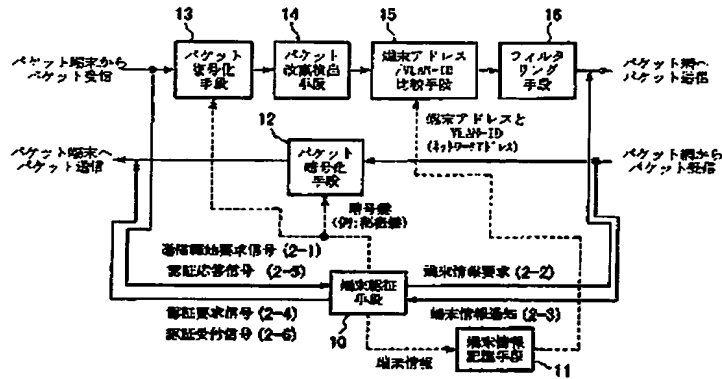 13
14
15
16
パケット端末から
パケット受信
パケット
復号化
手段
パケット
改竄検出
手段
端末アドレス
/VLAN-ID
比較手段
フィルタ
リング
手段
パケット網へ
パケット送信
12
端末アドレスと
VLAN-ID
(ネットワークアドレス)
パケット端末へ
パケット送信
パケット
暗号化
手段
パケット網から
パケット受信
暗号鍵
(例:秘密鍵)
通信開始要求信号 (2-1)
認証応答信号 (2-5)
端末認証
手段
端末情報要求 (2-2)
認証要求信号 (2-4)
認証受付信号 (2-6)
10
端末情報通知 (2-3)
端末情報
端末情報
記憶手段
11